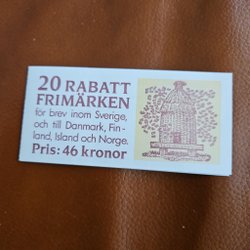 20 RABATT
FRIMÄRKEN
för brev inom Sverige,
och till Danmark, Fin-
land, Island och Norge.
Pris: 46 kronor